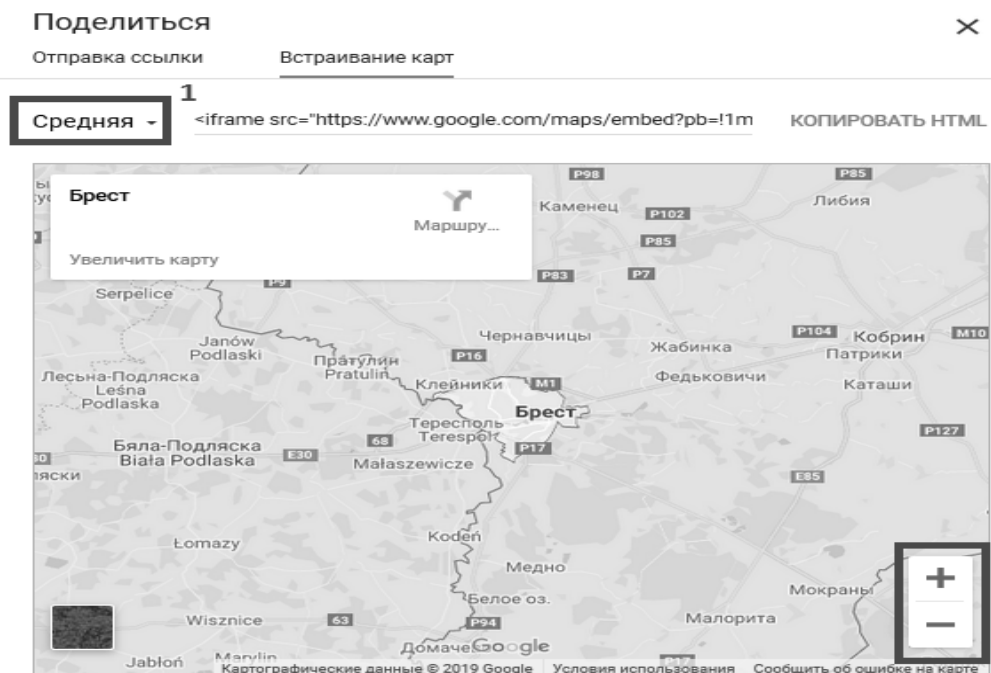 Поделиться
Отправка ссылки Встраивание карт
1
Средняя <iframe src="https://www.google.com/maps/embed?pb=!1m КОПИРОВАТЬ HTML
Брест
Маршру...
Увеличить карту
P98
P85
Каменец
P102
Либия
P85
P83
P7
Serpelice
Janów
Podlaski
Пратулин
Pratulin
Чернавчицы
P16
Жабинка
P104
Кобрин
M10
Патрики
Лесьна-Подляска
Leśna
Podlaska
Клейники
M1
Федьковичи
Каташи
Брест
Тересполь
Terespol
P17
P127
Бяла-Подляска
Biała Podlaska
E30
68
Małaszewicze
E85
Łomazy
Kodeń
Медно
Белое оз.
Мокраны
+
−
Wisznice
63
P94
Малорита
Домачев
Google
Jabłoń
P17
Картографические данные © 2019 Google Условия использования Сообщить об ошибке на карте